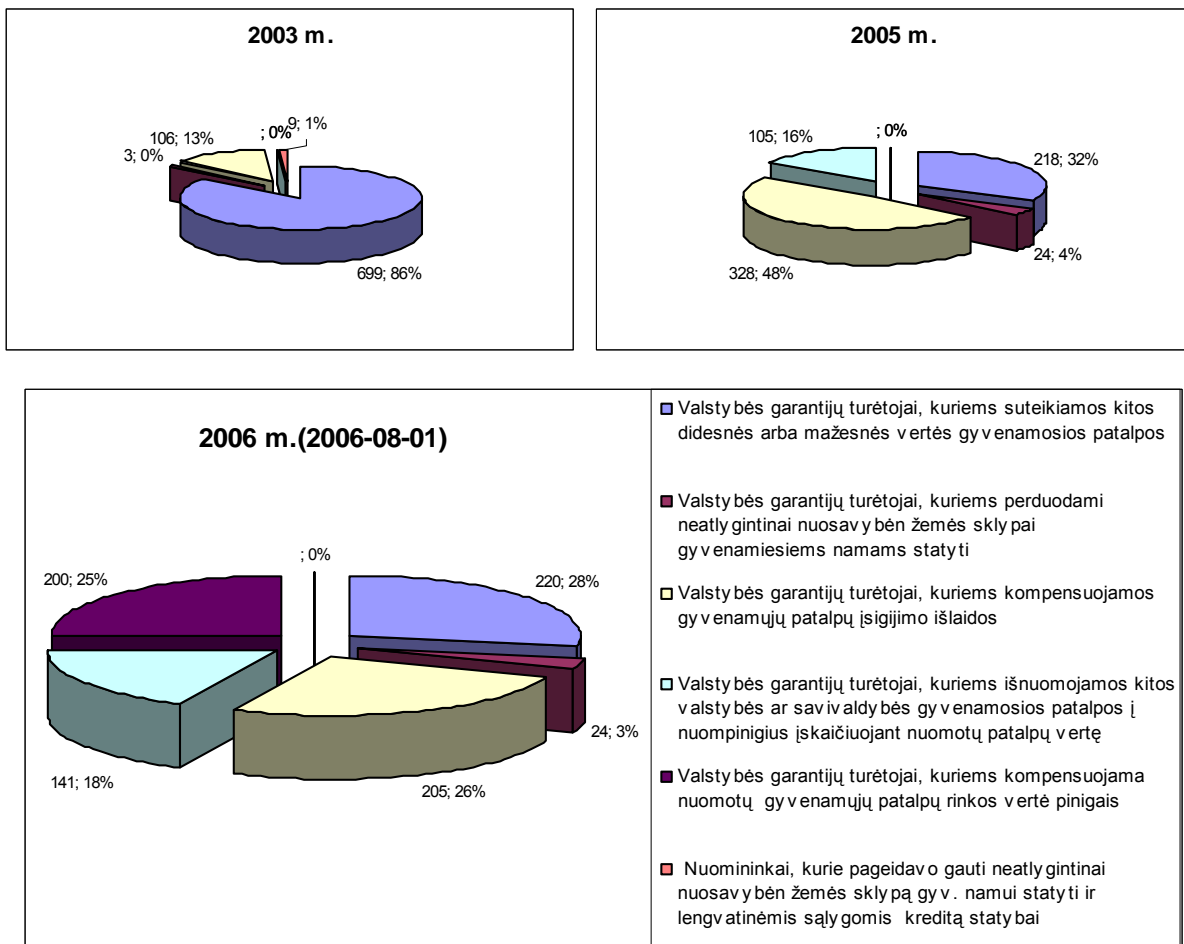 2003 m.
106; 13%
; 0%
9; 1%
3; 0%
699; 86%
2005 m.
105; 16%
; 0%
218; 32%
24; 4%
328; 48%
2006 m.(2006-08-01)
; 0%
200; 25%
220; 28%
24; 3%
141; 18%
205; 26%
Valstybės garantijų turėtojai, kuriems suteikiamos kitos
didesnės arba mažesnės vertės gyvenamosios patalpos
Valstybės garantijų turėtojai, kuriems perduodami
neatlygintinai nuosavybėn žemės sklypai
gyvenamiesiems namams statyti
Valstybės garantijų turėtojai, kuriems kompensuojamos
gyvenamųjų patalpų įsigijimo išlaidos
Valstybės garantijų turėtojai, kuriems išnuomojamos kitos
valstybės ar savivaldybės gyvenamosios patalpos į
nuompinigius įskaičiuojant nuomotų patalpų vertę
Valstybės garantijų turėtojai, kuriems kompensuojama
nuomotų gyvenamųjų patalpų rinkos vertė pinigais
Nuomininkai, kurie pageidavo gauti neatlygintinai
nuosavybėn žemės sklypą gyv. namui statyti ir
lengvatinėmis sąlygomis kreditą statybai